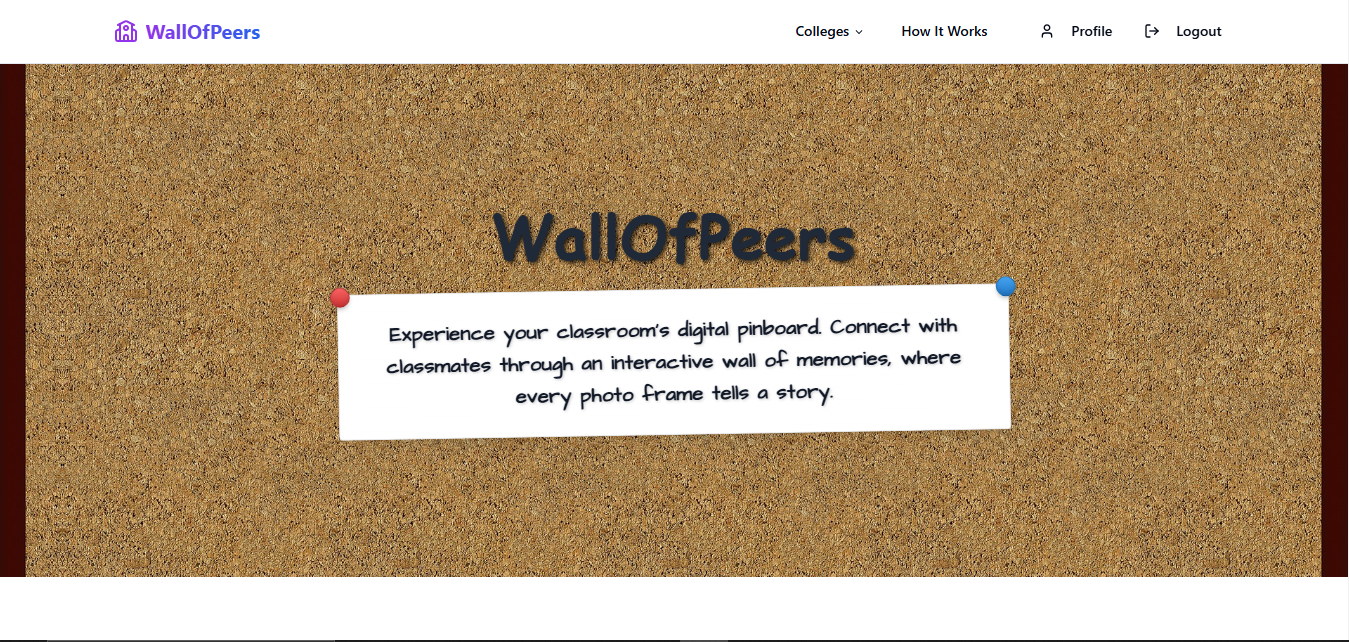 WallOfPeers
Colleges
How It Works
Profile
Logout
WallOfPeers
Experience your classroom's digital pinboard. Connect with
classmates through an interactive wall of memories, where
every photo frame tells a story.